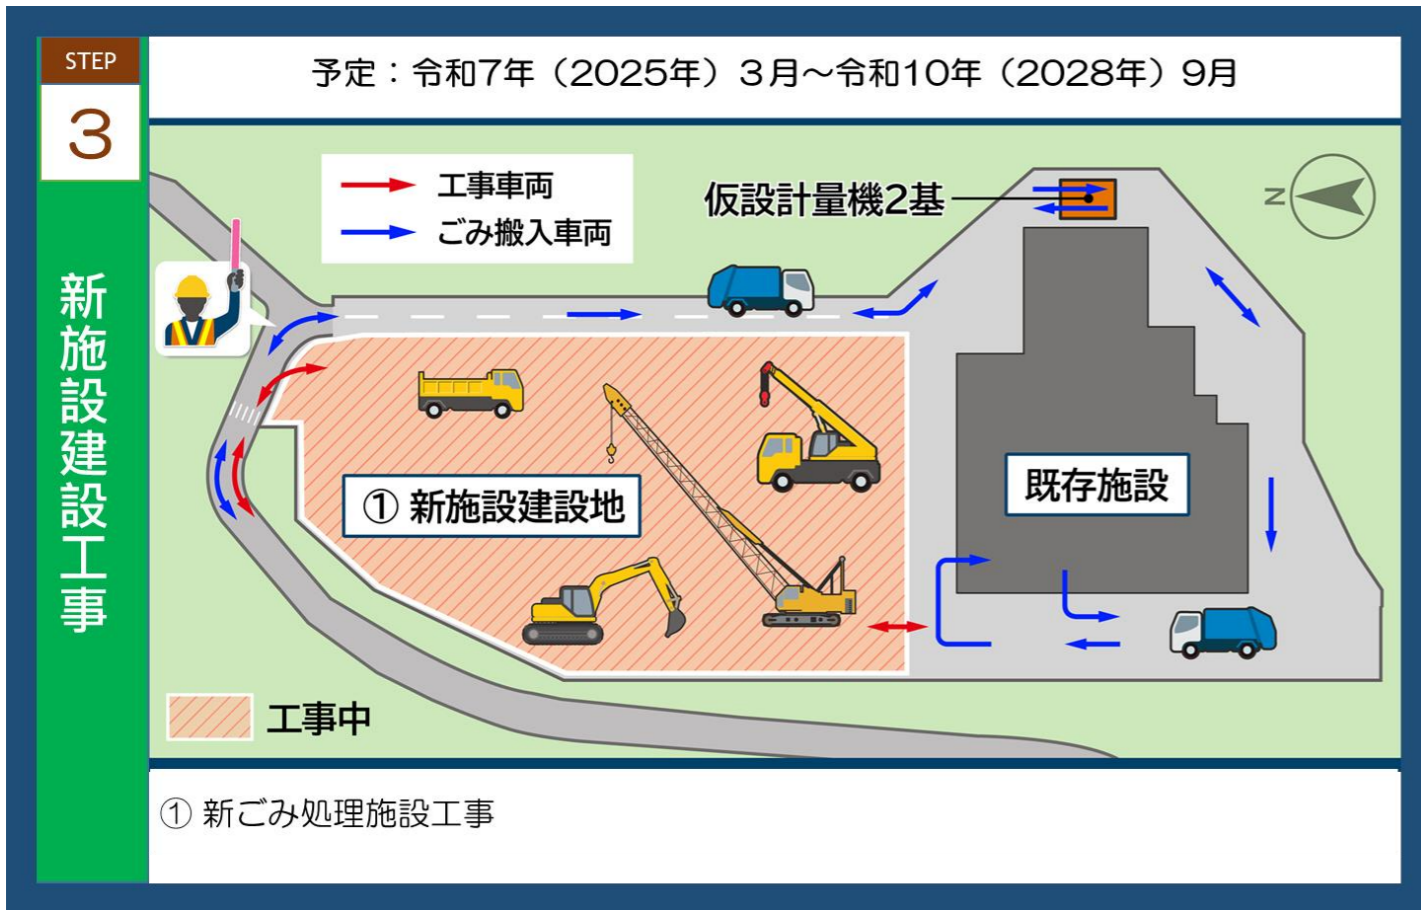 STEP
3
新施設建設工事
予定：令和7年（2025年）３月～令和10年（2028年）9月
工事車両
ごみ搬入車両
仮設計量機2基
N
① 新施設建設地
既存施設
工事中
① 新ごみ処理施設工事